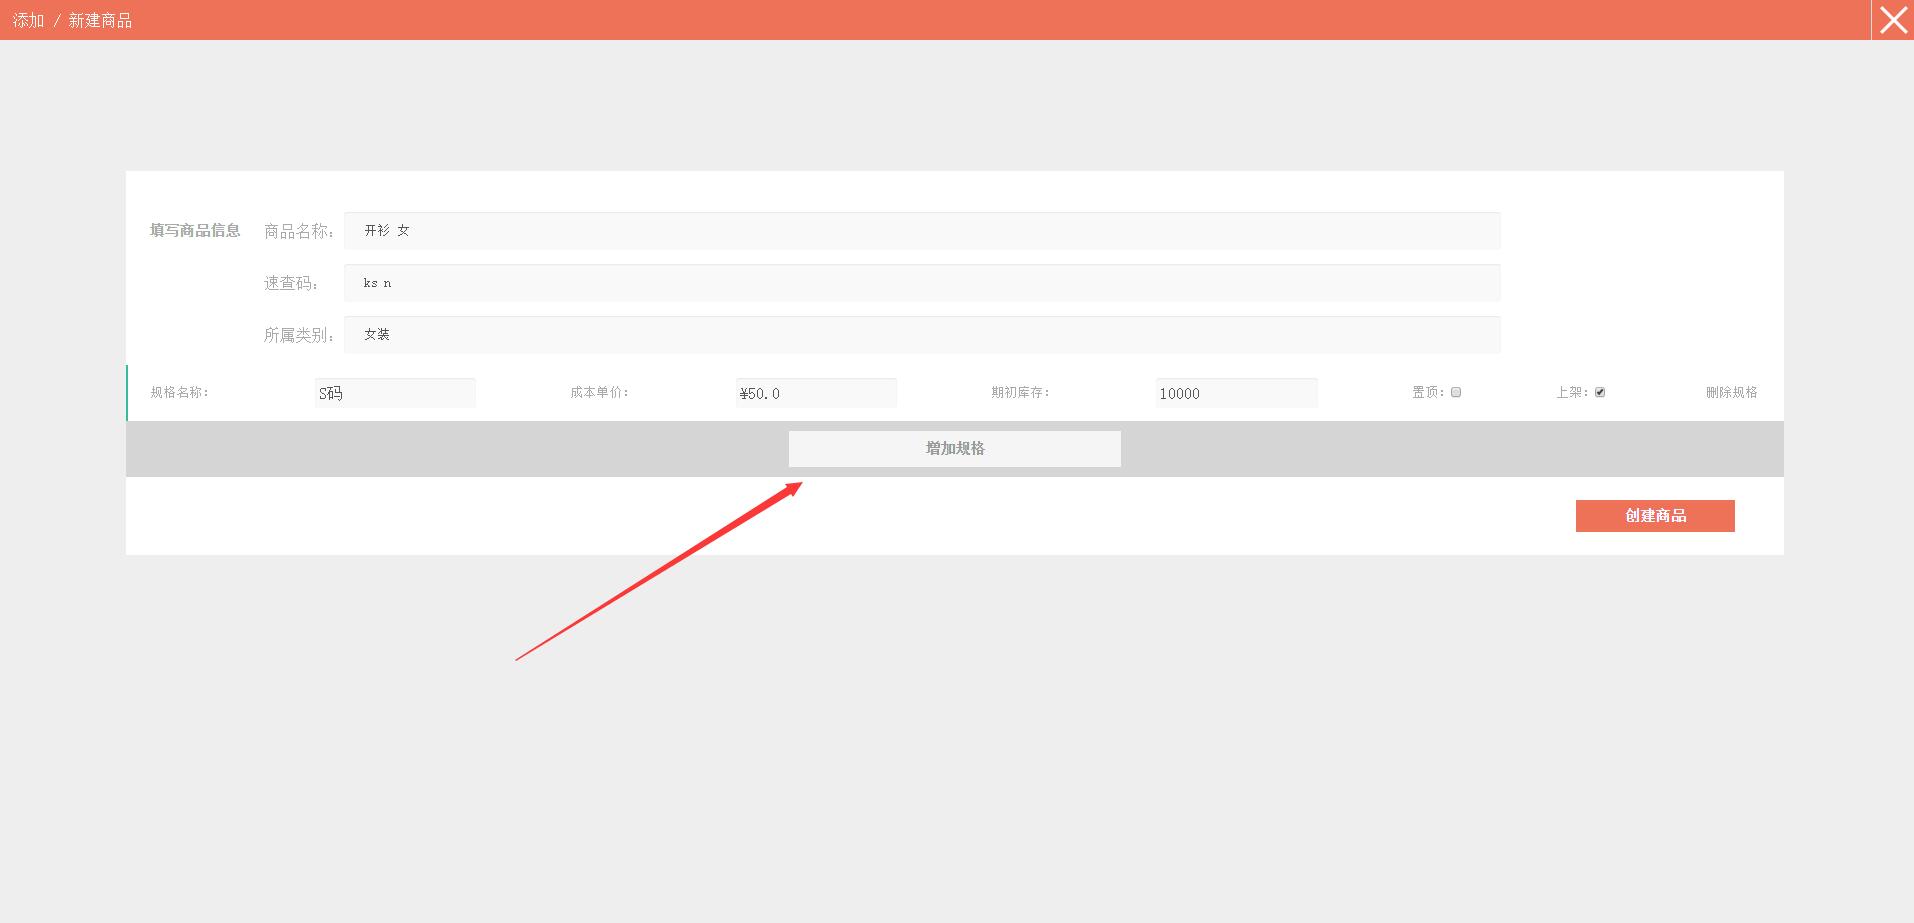 添加 / 新建商品
填写商品信息 商品名称： 开衫 女
速查码： ks n
所属类别： 女装
规格名称： S码 成本单价： ¥50.0 期初库存： 10000 置顶： 上架： 删除规格
增加规格
创建商品